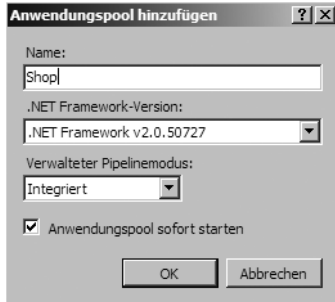 Anwendungspool hinzufügen
Name:
Shop
.NET Framework-Version:
.NET Framework v2.0.50727
Verwalteter Pipelinemodus:
Integriert
Anwendungspool sofort starten
OK Abbrechen